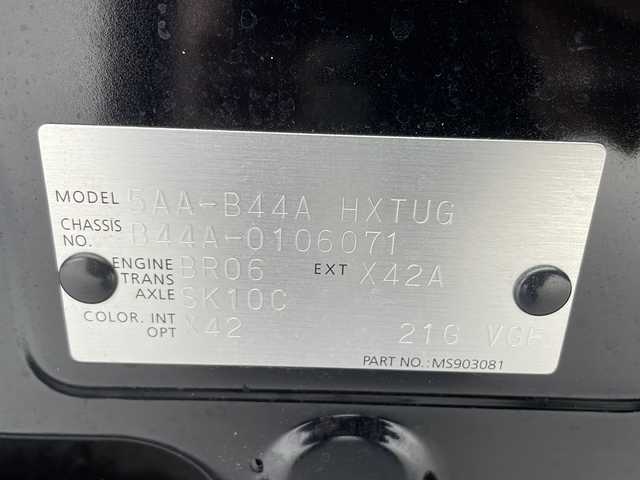 MODEL 5AA-B44A HXTUG
CHASSIS NO. B44A-0106071
ENGINE BR06 EXT X42A
TRANS AXLE SK10C
COLOR. INT X42
OPT 21G VGF
PART NO.:MS903081